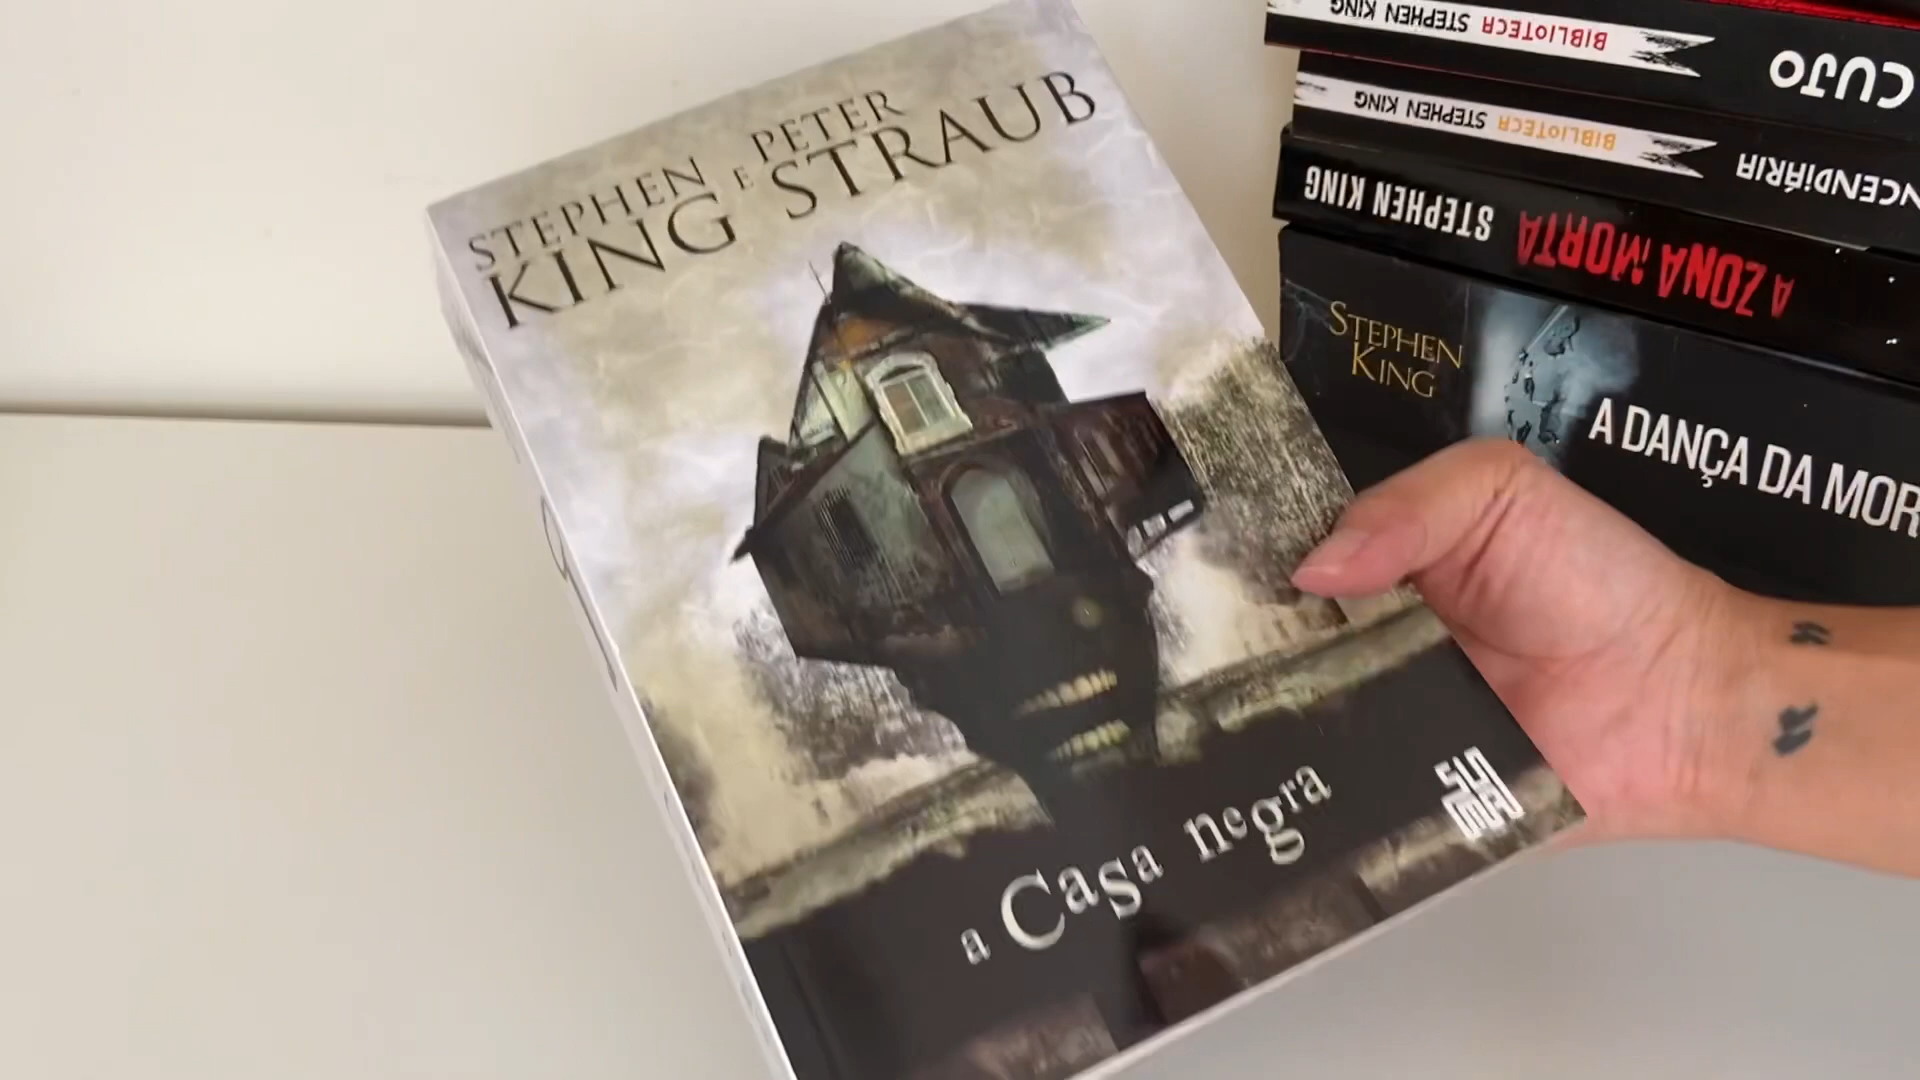 STEPHEN KING E PETER STRAUB
a Casa negra
SUMA
CUJO BIBLIOTECA STEPHEN KING
BIBLIOTECA STEPHEN KING
A ZONA MORTA STEPHEN KING
STEPHEN KING
A DANÇA DA MOR